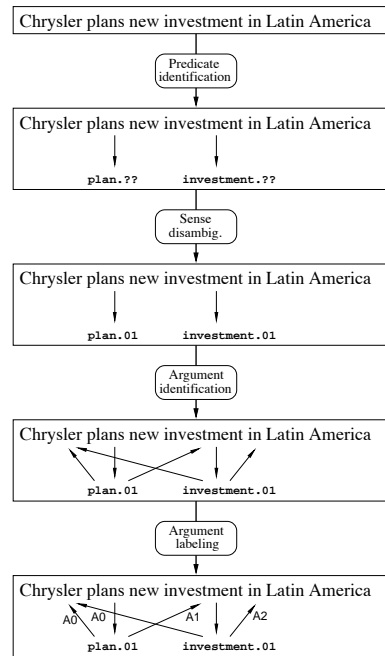 Chrysler plans new investment in Latin America
Predicate
identification
Chrysler plans new investment in Latin America
plan.?? investment.??
Sense
disambig.
Chrysler plans new investment in Latin America
plan.01 investment.01
Argument
identification
Chrysler plans new investment in Latin America
plan.01 investment.01
Argument
labeling
Chrysler plans new investment in Latin America
A0 A0 A1 A2
plan.01 investment.01